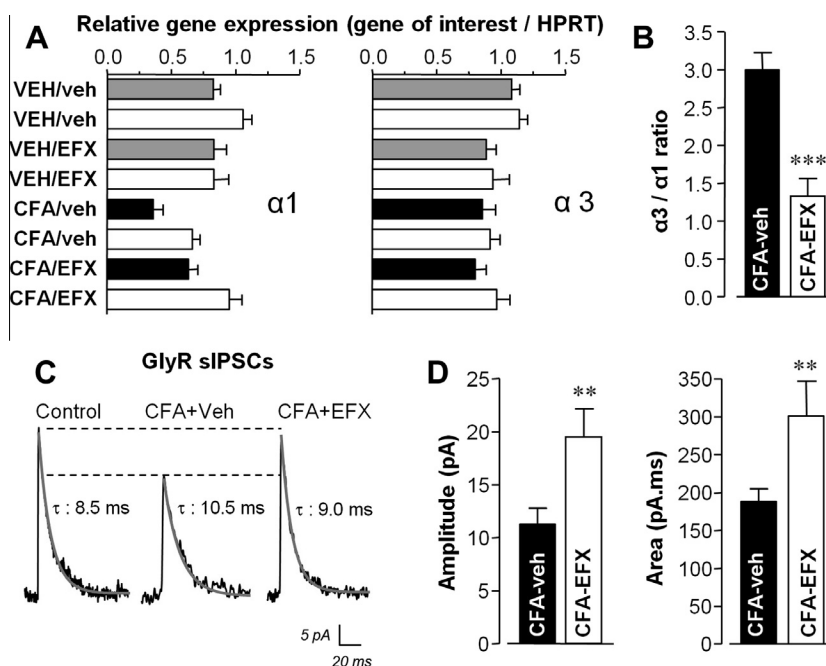 A
Relative gene expression (gene of interest / HPRT)
0.0 0.5 1.0 1.5
0.0 0.5 1.0 1.5
VEH/veh
VEH/veh
VEH/EFX
VEH/EFX
CFA/veh
CFA/veh
CFA/EFX
CFA/EFX
α1
α 3
B
α3 / α1 ratio
3.0
2.5
2.0
1.5
1.0
0.5
0.0
***
CFA-veh
CFA-EFX
C
GlyR sIPSCs
Control
CFA+Veh
CFA+EFX
τ : 8.5 ms
τ : 10.5 ms
τ : 9.0 ms
5 pA
20 ms
D
Amplitude (pA)
25
20
15
10
5
0
**
CFA-veh
CFA-EFX
Area (pA.ms)
350
300
250
200
150
100
50
0
**
CFA-veh
CFA-EFX